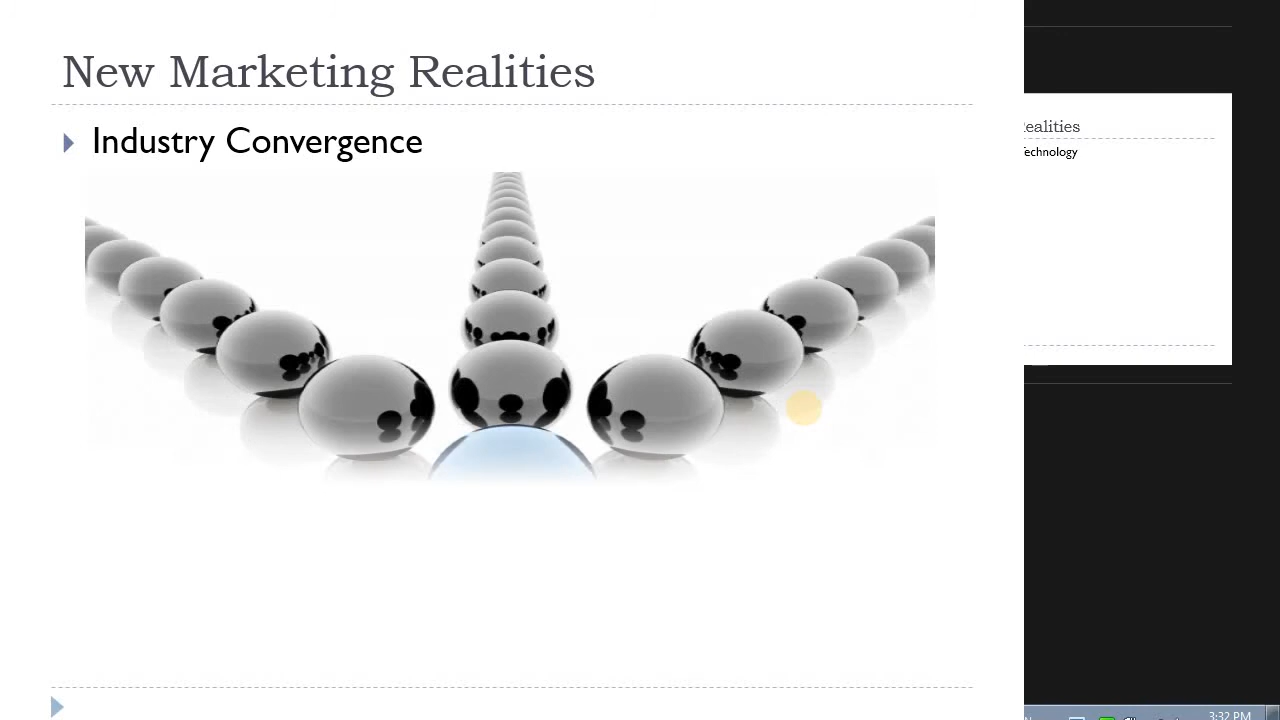 New Marketing Realities
Industry Convergence
ealities
echnology
3:32 PM